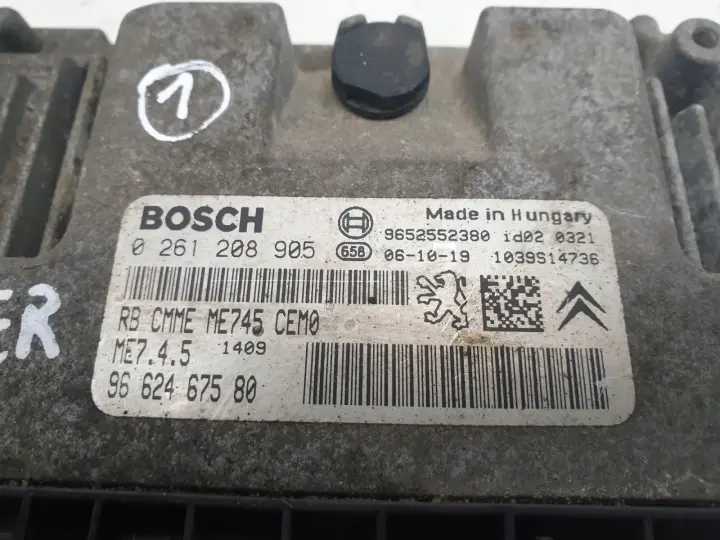 1
BOSCH
Made in Hungary
0 261 208 905
658
9652552380 id02 0321
06-10-19 1039S14736
RB CMME ME745 CEM0
ME7.4.5 1409
96 624 675 80
ER